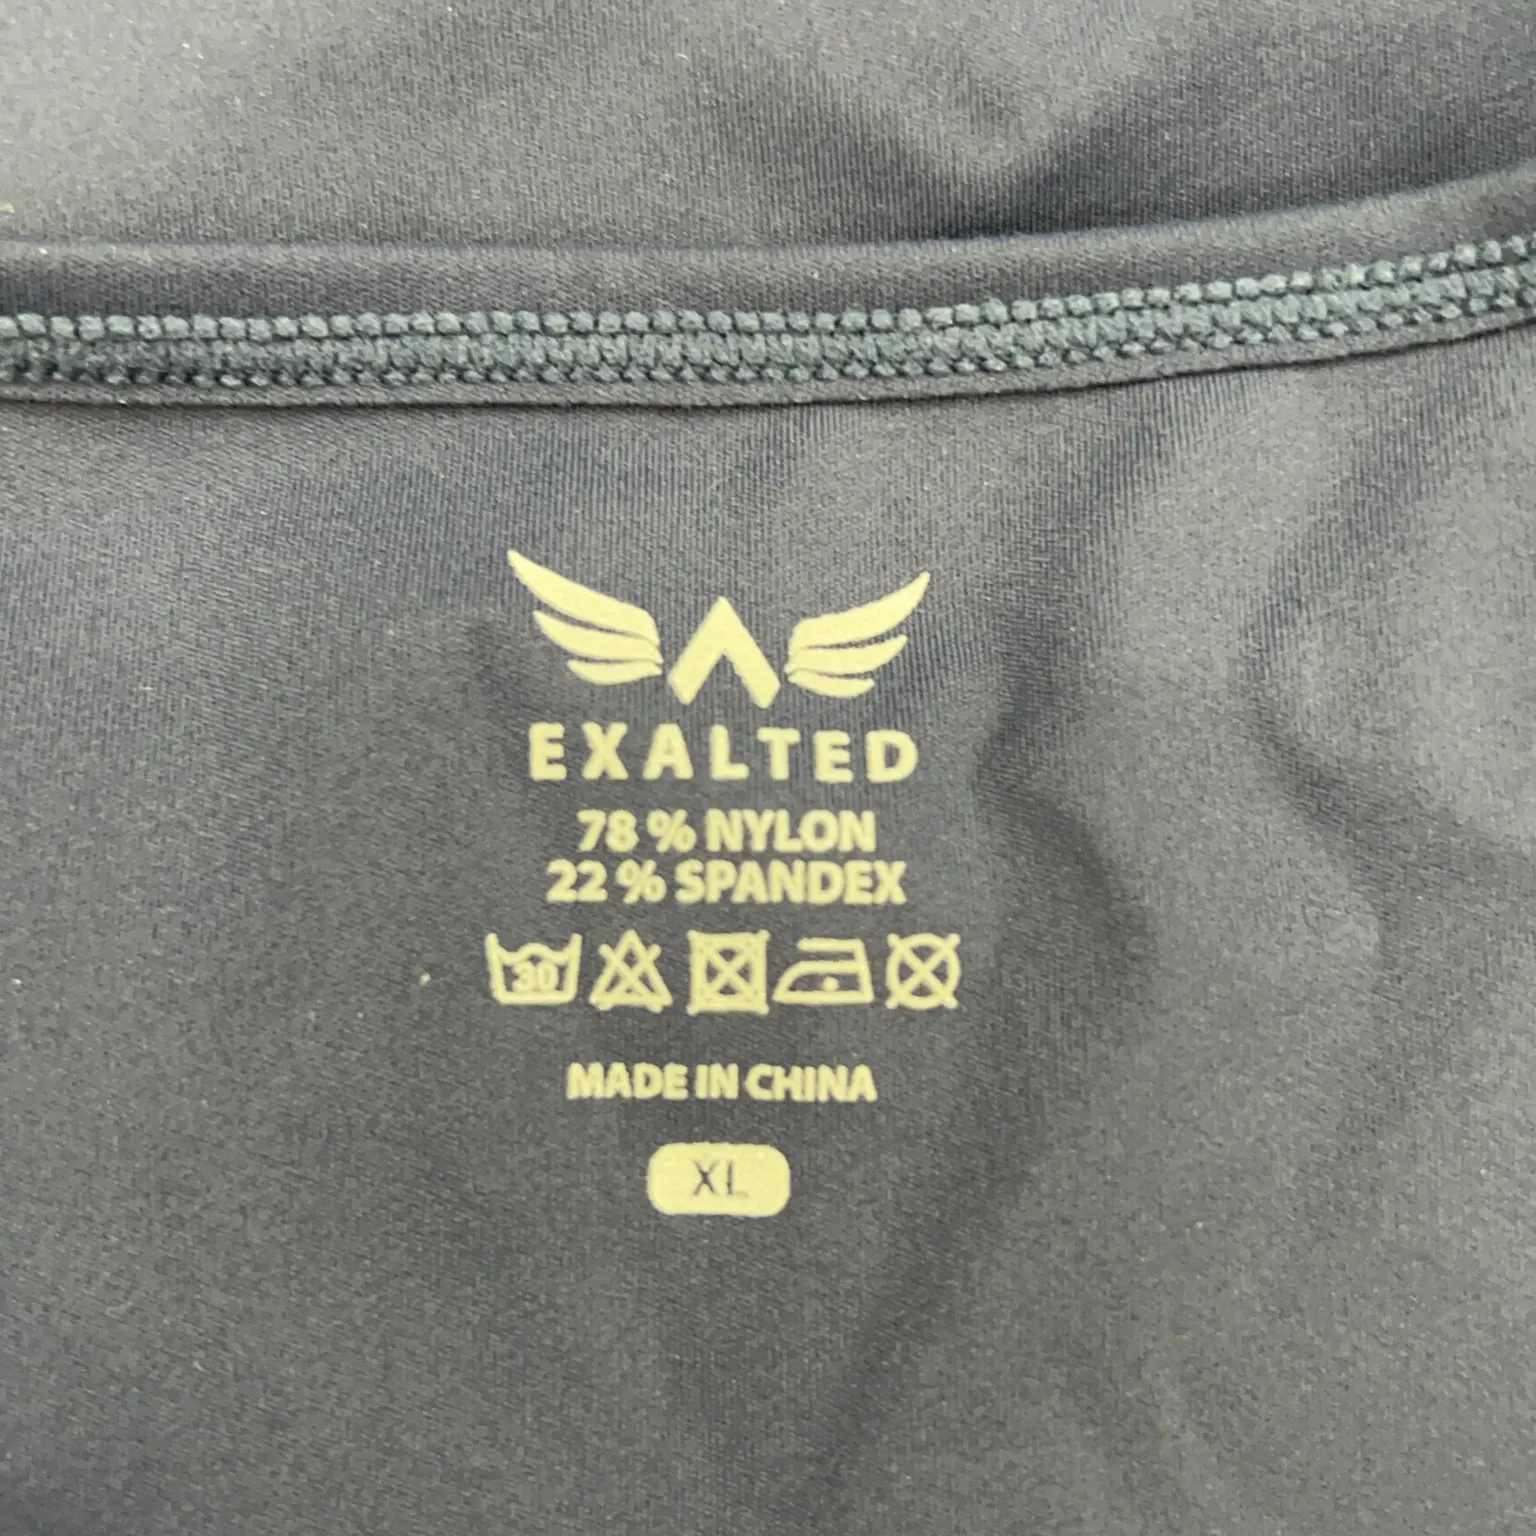 EXALTED
78 % NYLON
22 % SPANDEX
30
MADE IN CHINA
XL